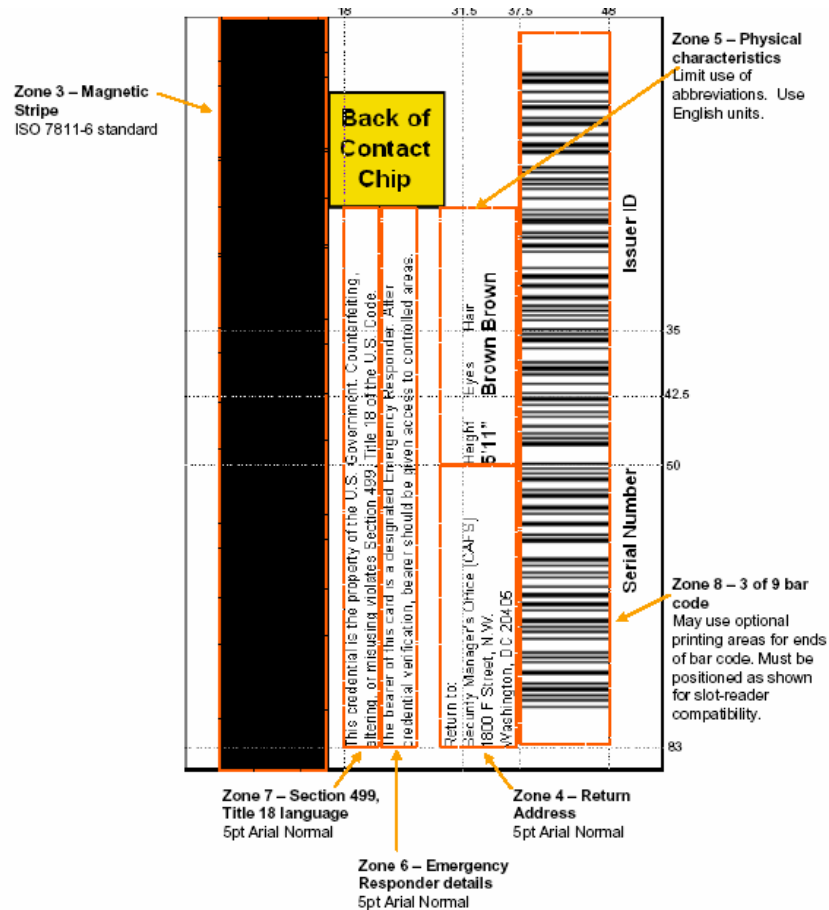 16 31.5 37.5 46
Zone 5 – Physical
characteristics
Limit use of
abbreviations. Use
English units.
Zone 3 – Magnetic
Stripe
ISO 7811-6 standard
Back of
Contact
Chip
Issuer ID
35
42.5
50
83
Serial Number
This credential is the property of the U.S. Government. Counterfeiting,
altering, or misusing violates Section 499, Title 18 of the U.S. Code.
The bearer of this card is a designated Emergency Responder. After
credential verification, bearer should be given access to controlled areas.
Height Eyes Hair
5'11" Brown Brown
Return to:
Security Manager's Office [CAFS]
1800 F Street, N.W.
Washington, DC 20405
Zone 8 – 3 of 9 bar
code
May use optional
printing areas for ends
of bar code. Must be
positioned as shown
for slot-reader
compatibility.
Zone 7 – Section 499,
Title 18 language
5pt Arial Normal
Zone 4 – Return
Address
5pt Arial Normal
Zone 6 – Emergency
Responder details
5pt Arial Normal